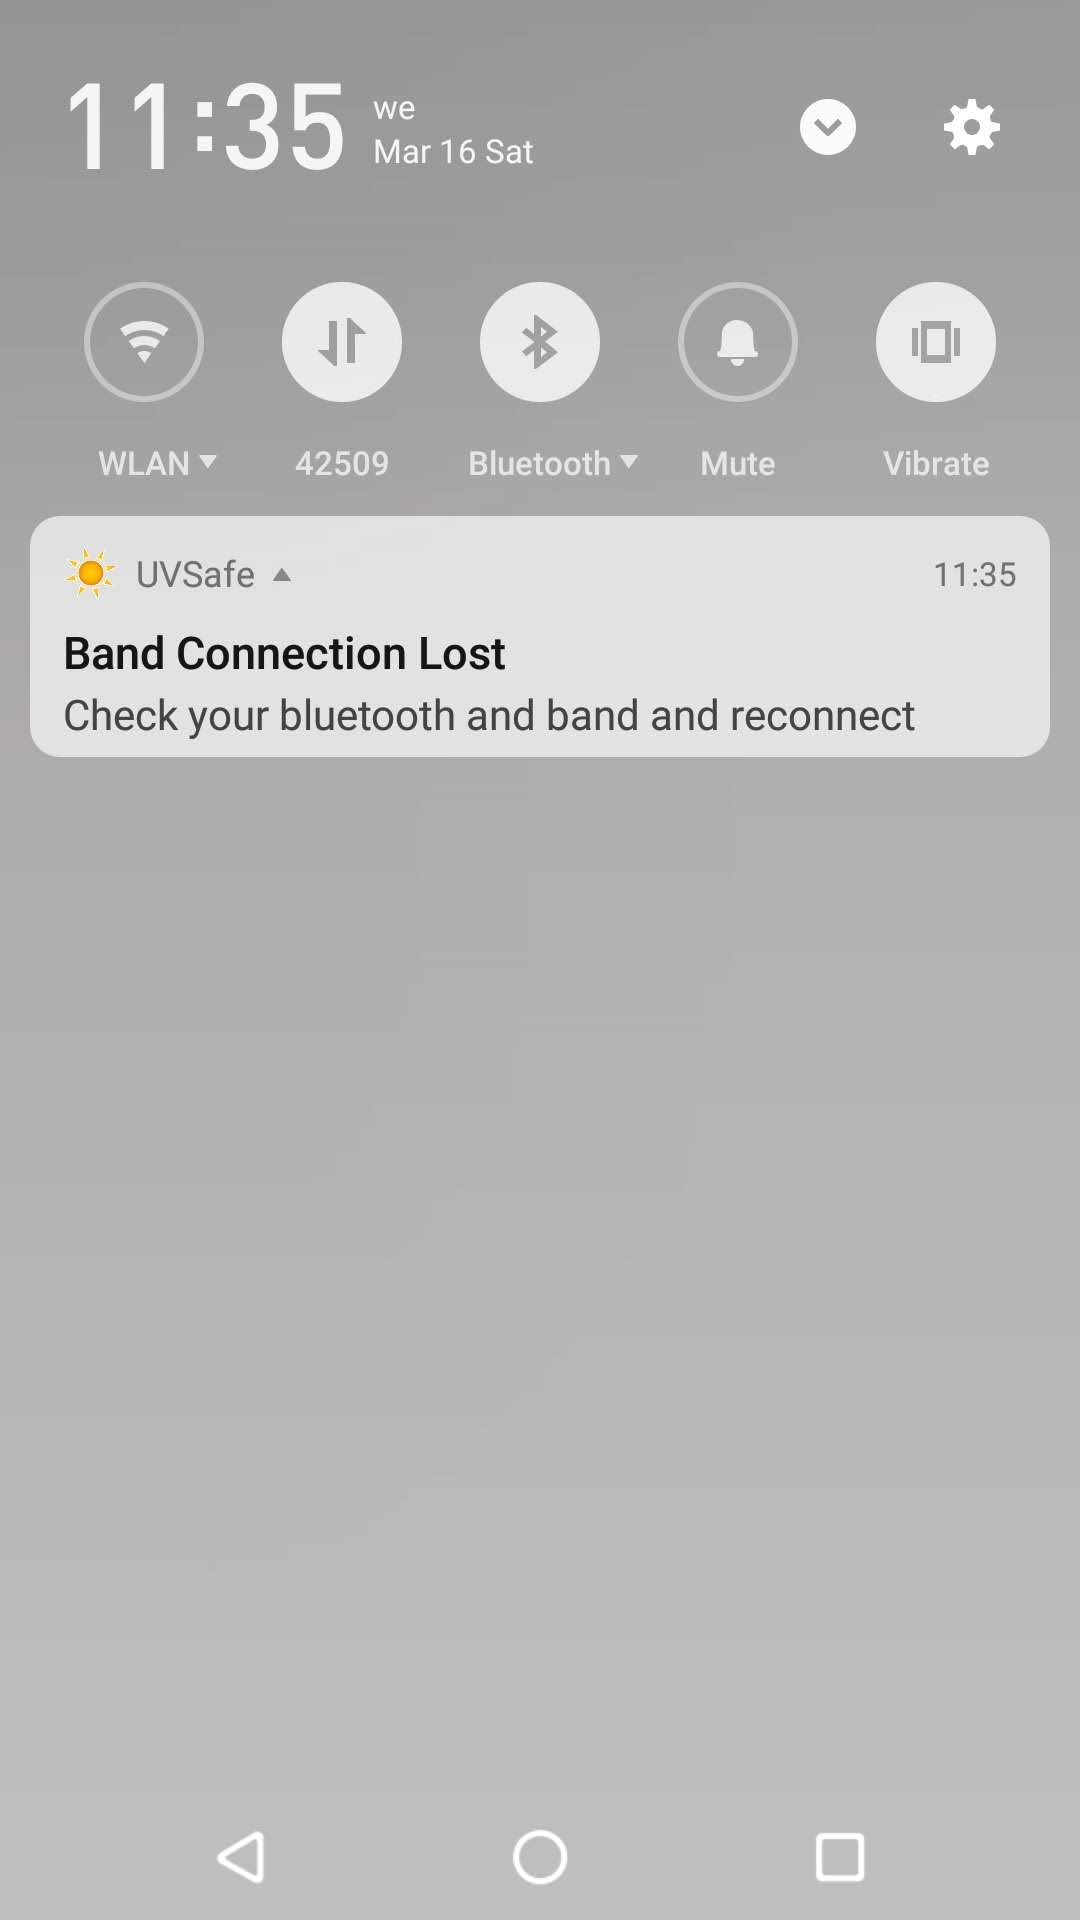 11:35
we
Mar 16 Sat
WLAN
42509
Bluetooth
Mute
Vibrate
UVSafe
11:35
Band Connection Lost
Check your bluetooth and band and reconnect